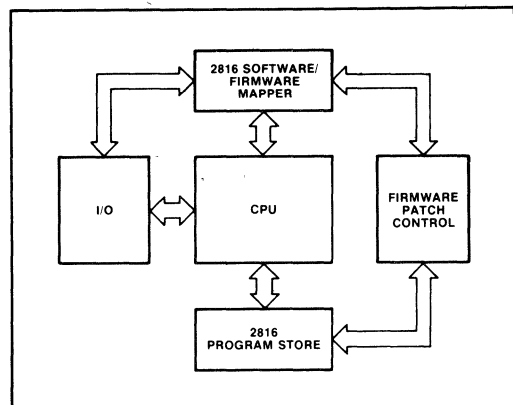 2816 SOFTWARE/
FIRMWARE
MAPPER
I/O
CPU
FIRMWARE
PATCH
CONTROL
2816
PROGRAM STORE